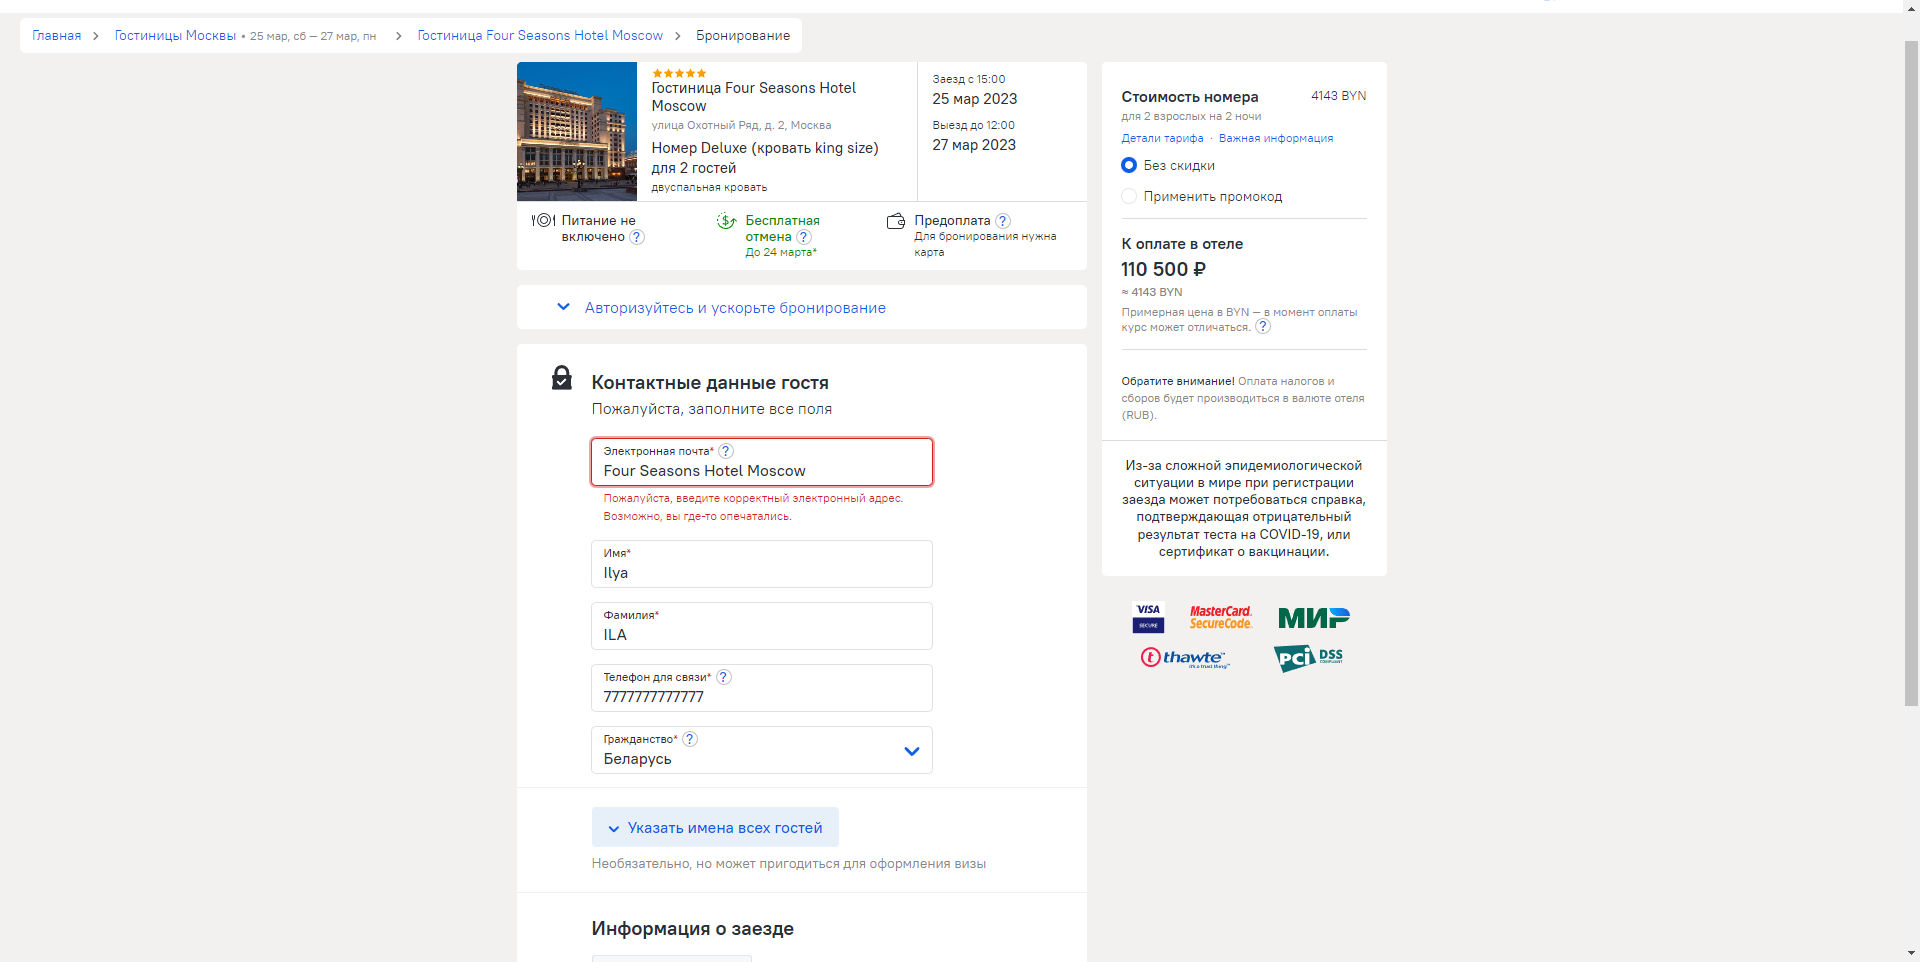 Главная > Гостиницы Москвы • 25 мар, сб — 27 мар, пн > Гостиница Four Seasons Hotel Moscow > Бронирование
Гостиница Four Seasons Hotel
Moscow
улица Охотный Ряд, д. 2, Москва
Номер Deluxe (кровать king size)
для 2 гостей
двуспальная кровать
Заезд с 15:00
25 мар 2023
Выезд до 12:00
27 мар 2023
Питание не
включено ?
Бесплатная
отмена ?
До 24 марта*
Предоплата ?
Для бронирования нужна
карта
Авторизуйтесь и ускорьте бронирование
Контактные данные гостя
Пожалуйста, заполните все поля
Электронная почта* ?
Four Seasons Hotel Moscow
Пожалуйста, введите корректный электронный адрес.
Возможно, вы где-то опечатались.
Имя*
Ilya
Фамилия*
ILA
Телефон для связи* ?
7777777777777
Гражданство* ?
Беларусь
Указать имена всех гостей
Необязательно, но может пригодиться для оформления визы
Информация о заезде
Стоимость номера 4143 BYN
для 2 взрослых на 2 ночи
Детали тарифа · Важная информация
Без скидки
Применить промокод
К оплате в отеле
110 500 ₽
≈ 4143 BYN
Примерная цена в BYN — в момент оплаты
курс может отличаться. ?
Обратите внимание! Оплата налогов и
сборов будет производиться в валюте отеля
(RUB).
Из-за сложной эпидемиологической
ситуации в мире при регистрации
заезда может потребоваться справка,
подтверждающая отрицательный
результат теста на COVID-19, или
сертификат о вакцинации.
VISA
SECURE
MasterCard.
SecureCode.
МИР
thawte™
it's a trust thing™
PCI DSS
COMPLIANT